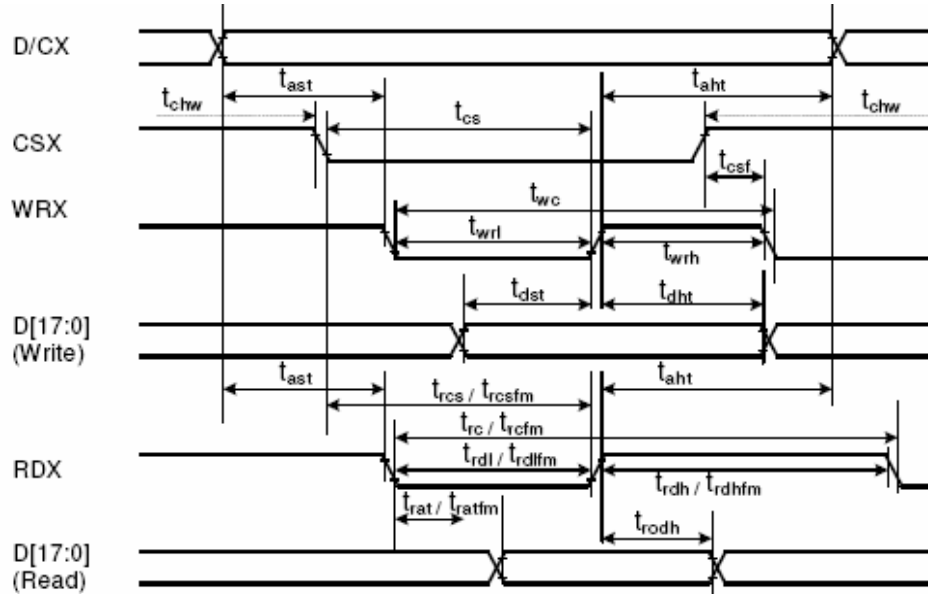 D/CX
t_ast t_aht
t_chw t_cs t_chw
CSX
t_csf
WRX t_wc
t_wrl t_wrh
t_dst t_dht
D[17:0]
(Write)
t_ast t_aht
t_rcs / t_rcsfm
t_rc / t_rcfm
RDX
t_rdl / t_rdlfm
t_rdh / t_rdhfm
t_rat / t_ratfm
t_rodh
D[17:0]
(Read)